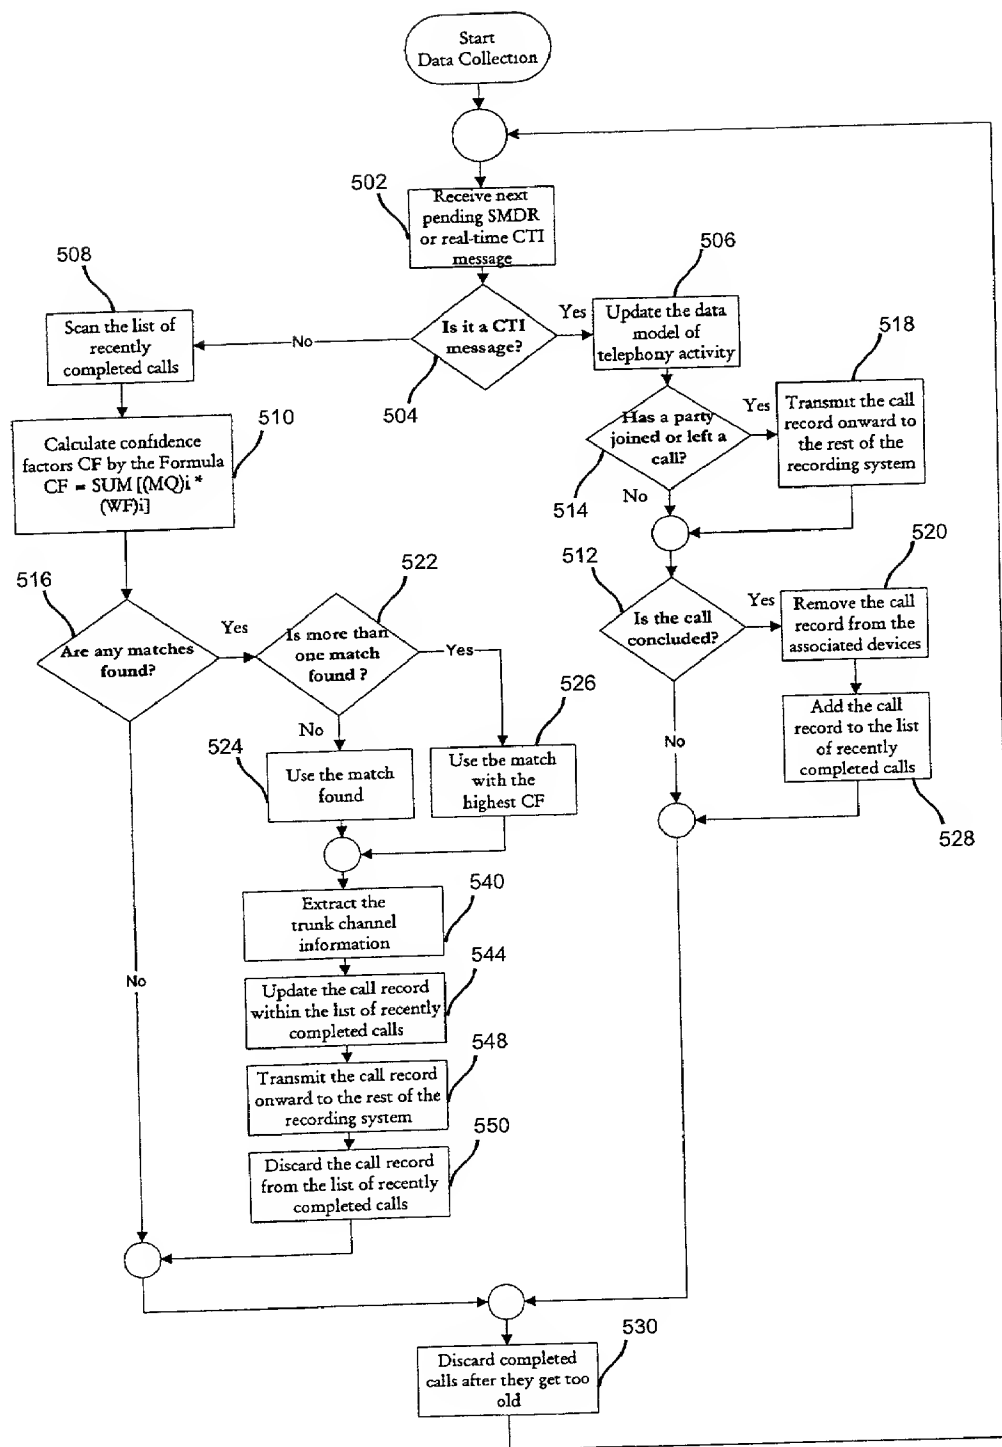 Start
Data Collection
502
Receive next
pending SMDR
or real-time CTI
message
508
506
Scan the list of
recently
completed calls
No
Is it a CTI
message?
Yes
Update the data
model of
telephony activity
518
504
510
Calculate confidence
factors CF by the Formula
CF = SUM [(MQ)i *
(WF)i]
Has a party
joined or left a
call?
Yes
Transmit the call
record onward to
the rest of the
recording system
514
No
516
522
512
520
Are any matches
found?
Yes
Is more than
one match
found ?
Yes
Is the call
concluded?
Yes
Remove the call
record from the
associated devices
526
No
524
Use the match
found
Use the match
with the
highest CF
No
Add the call
record to the list
of recently
completed calls
528
540
Extract the
trunk channel
information
544
No
Update the call record
within the list of recently
completed calls
548
Transmit the call record
onward to the rest of the
recording system
550
Discard the call record
from the list of recently
completed calls
530
Discard completed
calls after they get too
old